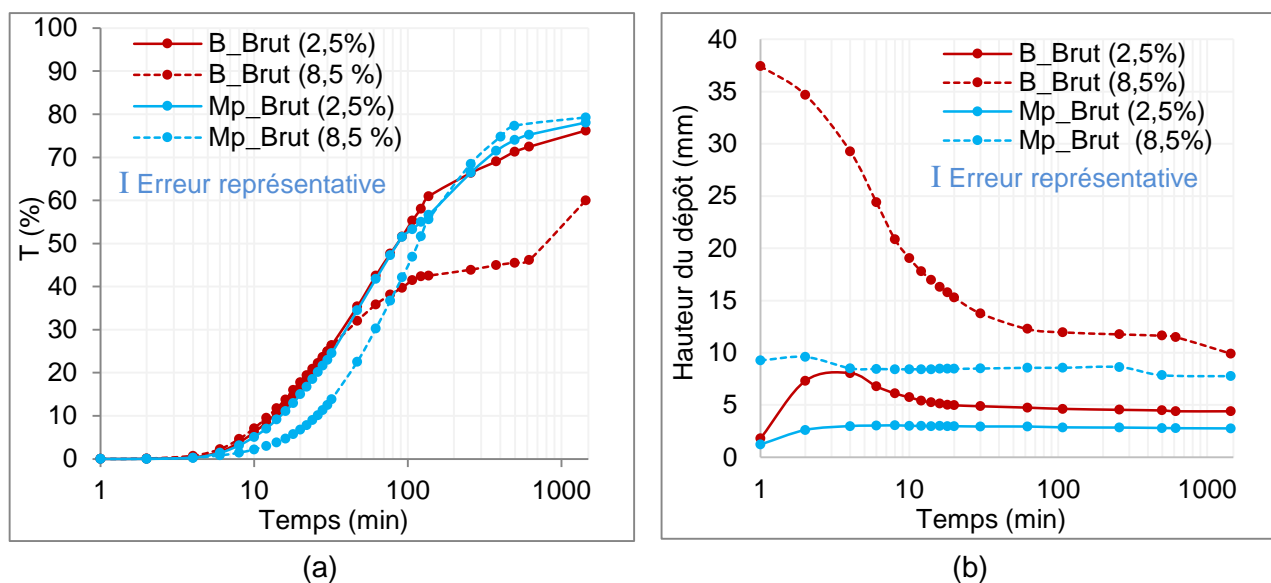 100
90
80
70
60
50
40
30
20
10
0
T (%)
B_Brut (2,5%)
B_Brut (8,5 %)
Mp_Brut (2,5%)
Mp_Brut (8,5 %)
I Erreur représentative
1
10
100
1000
Temps (min)
(a)
40
35
30
25
20
15
10
5
0
Hauteur du dépôt (mm)
B_Brut (2,5%)
B_Brut (8,5%)
Mp_Brut (2,5%)
Mp_Brut (8,5%)
I Erreur représentative
1
10
100
1000
Temps (min)
(b)